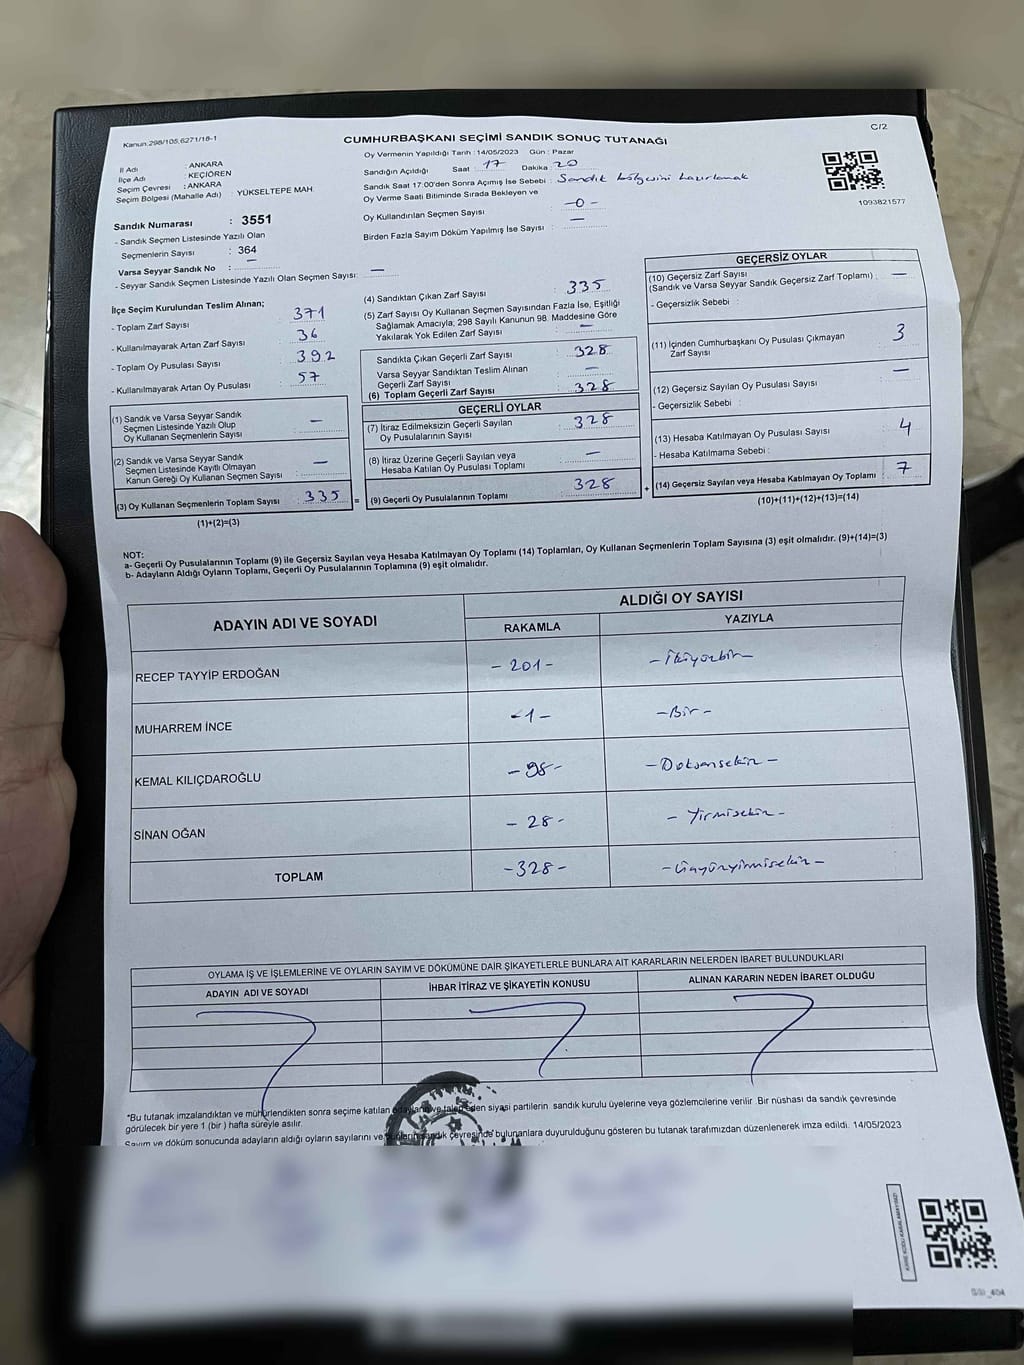 Kanun:298/105,6271/18-1
C/2
CUMHURBAŞKANI SEÇİMİ SANDIK SONUÇ TUTANAĞI
Oy Vermenin Yapıldığı Tarih : 14/05/2023 Gün : Pazar
İl Adı : ANKARA
İlçe Adı : KEÇİÖREN
Seçim Çevresi : ANKARA
Seçim Bölgesi (Mahalle Adı) : YÜKSELTEPE MAH.
Sandık Numarası : 3551
- Sandık Seçmen Listesinde Yazılı Olan
Seçmenlerin Sayısı : 364
Varsa Seyyar Sandık No : —
- Seyyar Sandık Seçmen Listesinde Yazılı Olan Seçmen Sayısı: —
Sandığın Açıldığı Saat : 17 Dakika : 20
Sandık Saat 17:00'den Sonra Açımış İse Sebebi : Sandık bölgesini hazırlamak
Oy Verme Saati Bitiminde Sırada Bekleyen ve
Oy Kullandırılan Seçmen Sayısı : -0-
Birden Fazla Sayım Döküm Yapılmış İse Sayısı : —
1093821577
İlçe Seçim Kurulundan Teslim Alınan;
- Toplam Zarf Sayısı : 371
- Kullanılmayarak Artan Zarf Sayısı : 36
- Toplam Oy Pusulası Sayısı : 392
- Kullanılmayarak Artan Oy Pusulası : 57
(1) Sandık ve Varsa Seyyar Sandık
Seçmen Listesinde Yazılı Olup
Oy Kullanan Seçmenlerin Sayısı : —
(2) Sandık ve Varsa Seyyar Sandık
Seçmen Listesinde Kayıtlı Olmayan
Kanun Gereği Oy Kullanan Seçmen Sayısı : —
(3) Oy Kullanan Seçmenlerin Toplam Sayısı : 335 =
(1)+(2)=(3)
(4) Sandıktan Çıkan Zarf Sayısı : 335
(5) Zarf Sayısı Oy Kullanan Seçmen Sayısından Fazla İse, Eşitliği
Sağlamak Amacıyla, 298 Sayılı Kanunun 98. Maddesine Göre
Yakılarak Yok Edilen Zarf Sayısı : —
Sandıkta Çıkan Geçerli Zarf Sayısı : 328
Varsa Seyyar Sandıktan Teslim Alınan
Geçerli Zarf Sayısı : —
(6) Toplam Geçerli Zarf Sayısı : 328
GEÇERLİ OYLAR
(7) İtiraz Edilmeksizin Geçerli Sayılan
Oy Pusulalarının Sayısı : 328
(8) İtiraz Üzerine Geçerli Sayılan veya
Hesaba Katılan Oy Pusulası Toplamı : —
(9) Geçerli Oy Pusulalarının Toplamı : 328 +
GEÇERSİZ OYLAR
(10) Geçersiz Zarf Sayısı
(Sandık ve Varsa Seyyar Sandık Geçersiz Zarf Toplamı) : —
- Geçersizlik Sebebi :
(11) İçinden Cumhurbaşkanı Oy Pusulası Çıkmayan
Zarf Sayısı : 3
(12) Geçersiz Sayılan Oy Pusulası Sayısı : —
- Geçersizlik Sebebi :
(13) Hesaba Katılmayan Oy Pusulası Sayısı : 4
- Hesaba Katılmama Sebebi :
(14) Geçersiz Sayılan veya Hesaba Katılmayan Oy Toplamı : 7
(10)+(11)+(12)+(13)=(14)
NOT:
a- Geçerli Oy Pusulalarının Toplamı (9) ile Geçersiz Sayılan veya Hesaba Katılmayan Oy Toplamı (14) Toplamları, Oy Kullanan Seçmenlerin Toplam Sayısına (3) eşit olmalıdır. (9)+(14)=(3)
b- Adayların Aldığı Oyların Toplamı, Geçerli Oy Pusulalarının Toplamına (9) eşit olmalıdır.
ADAYIN ADI VE SOYADI ALDIĞI OY SAYISI
RAKAMLA YAZIYLA
RECEP TAYYİP ERDOĞAN -201- -İkiyüzbir-
MUHARREM İNCE -1- -Bir-
KEMAL KILIÇDAROĞLU -98- -Doksansekiz-
SİNAN OĞAN -28- -Yirmisekiz-
TOPLAM -328- -Üçyüzyirmisekiz-
OYLAMA İŞ VE İŞLEMLERİNE VE OYLARIN SAYIM VE DÖKÜMÜNE DAİR ŞİKAYETLERLE BUNLARA AİT KARARLARIN NELERDEN İBARET BULUNDUKLARI
ADAYIN ADI VE SOYADI İHBAR İTİRAZ VE ŞİKAYETİN KONUSU ALINAN KARARIN NEDEN İBARET OLDUĞU
*Bu tutanak imzalandıktan ve mühürlendikten sonra seçime katılan adayların ve talep eden siyasi partilerin sandık kurulu üyelerine veya gözlemcilerine verilir. Bir nüshası da sandık çevresinde
görülecek bir yere 1 (bir ) hafta süreyle asılır.
Sayım ve döküm sonucunda adayların aldığı oyların sayılarını ve bunların sandık çevresinde bulunanlara duyurulduğunu gösteren bu tutanak tarafımızdan düzenlenerek imza edildi. 14/05/2023
KARE KODU KARALAMAYINIZ!